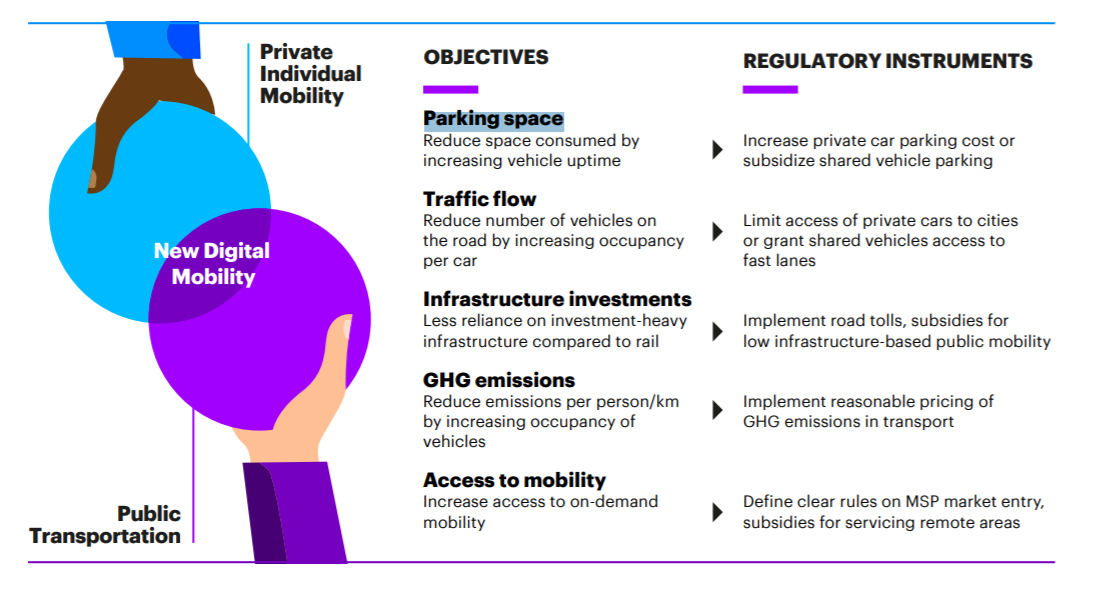 Private
Individual
Mobility
New Digital
Mobility
Public
Transportation
OBJECTIVES
REGULATORY INSTRUMENTS
Parking space
Reduce space consumed by
increasing vehicle uptime
Increase private car parking cost or
subsidize shared vehicle parking
Traffic flow
Reduce number of vehicles on
the road by increasing occupancy
per car
Limit access of private cars to cities
or grant shared vehicles access to
fast lanes
Infrastructure investments
Less reliance on investment-heavy
infrastructure compared to rail
Implement road tolls, subsidies for
low infrastructure-based public mobility
GHG emissions
Reduce emissions per person/km
by increasing occupancy of
vehicles
Implement reasonable pricing of
GHG emissions in transport
Access to mobility
Increase access to on-demand
mobility
Define clear rules on MSP market entry,
subsidies for servicing remote areas